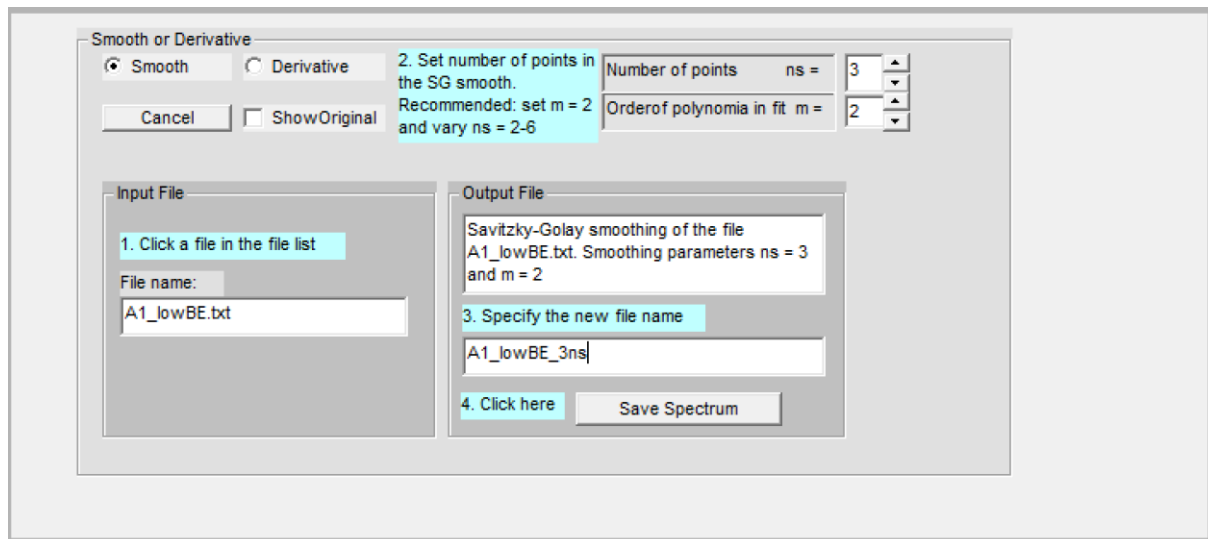 Smooth or Derivative
Smooth
Derivative
Cancel
ShowOriginal
2. Set number of points in
the SG smooth.
Recommended: set m = 2
and vary ns = 2-6
Number of points ns =
3
Orderof polynomia in fit m =
2
Input File
1. Click a file in the file list
File name:
A1_lowBE.txt
Output File
Savitzky-Golay smoothing of the file
A1_lowBE.txt. Smoothing parameters ns = 3
and m = 2
3. Specify the new file name
A1_lowBE_3ns
4. Click here
Save Spectrum